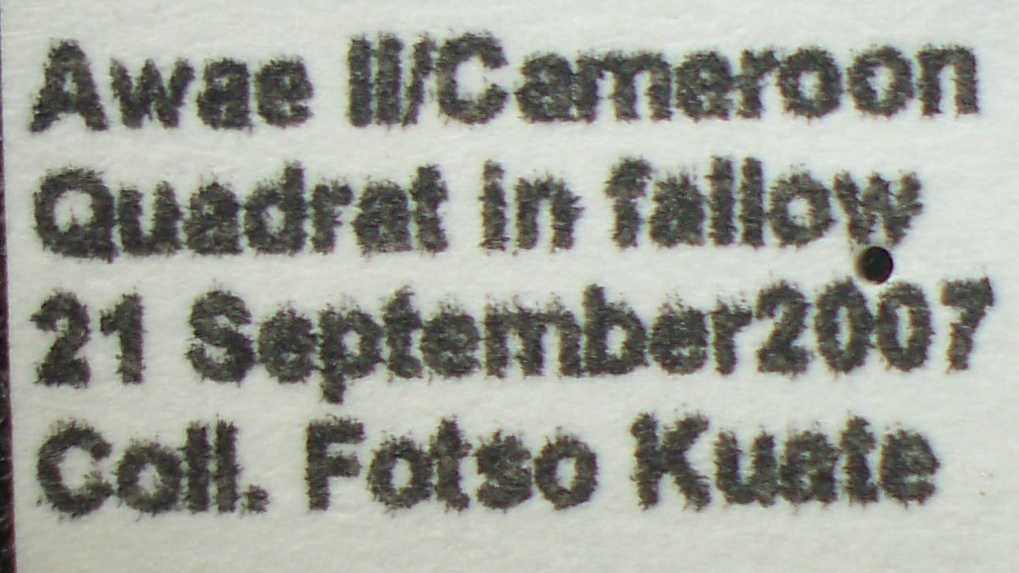 Awae II/Cameroon
Quadrat in fallow
21 September2007
Coll. Fotso Kuate